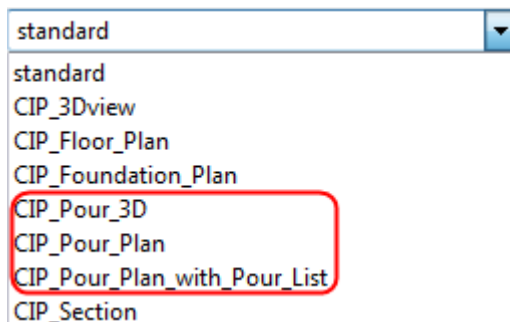 standard
standard
CIP_3Dview
CIP_Floor_Plan
CIP_Foundation_Plan
CIP_Pour_3D
CIP_Pour_Plan
CIP_Pour_Plan_with_Pour_List
CIP_Section